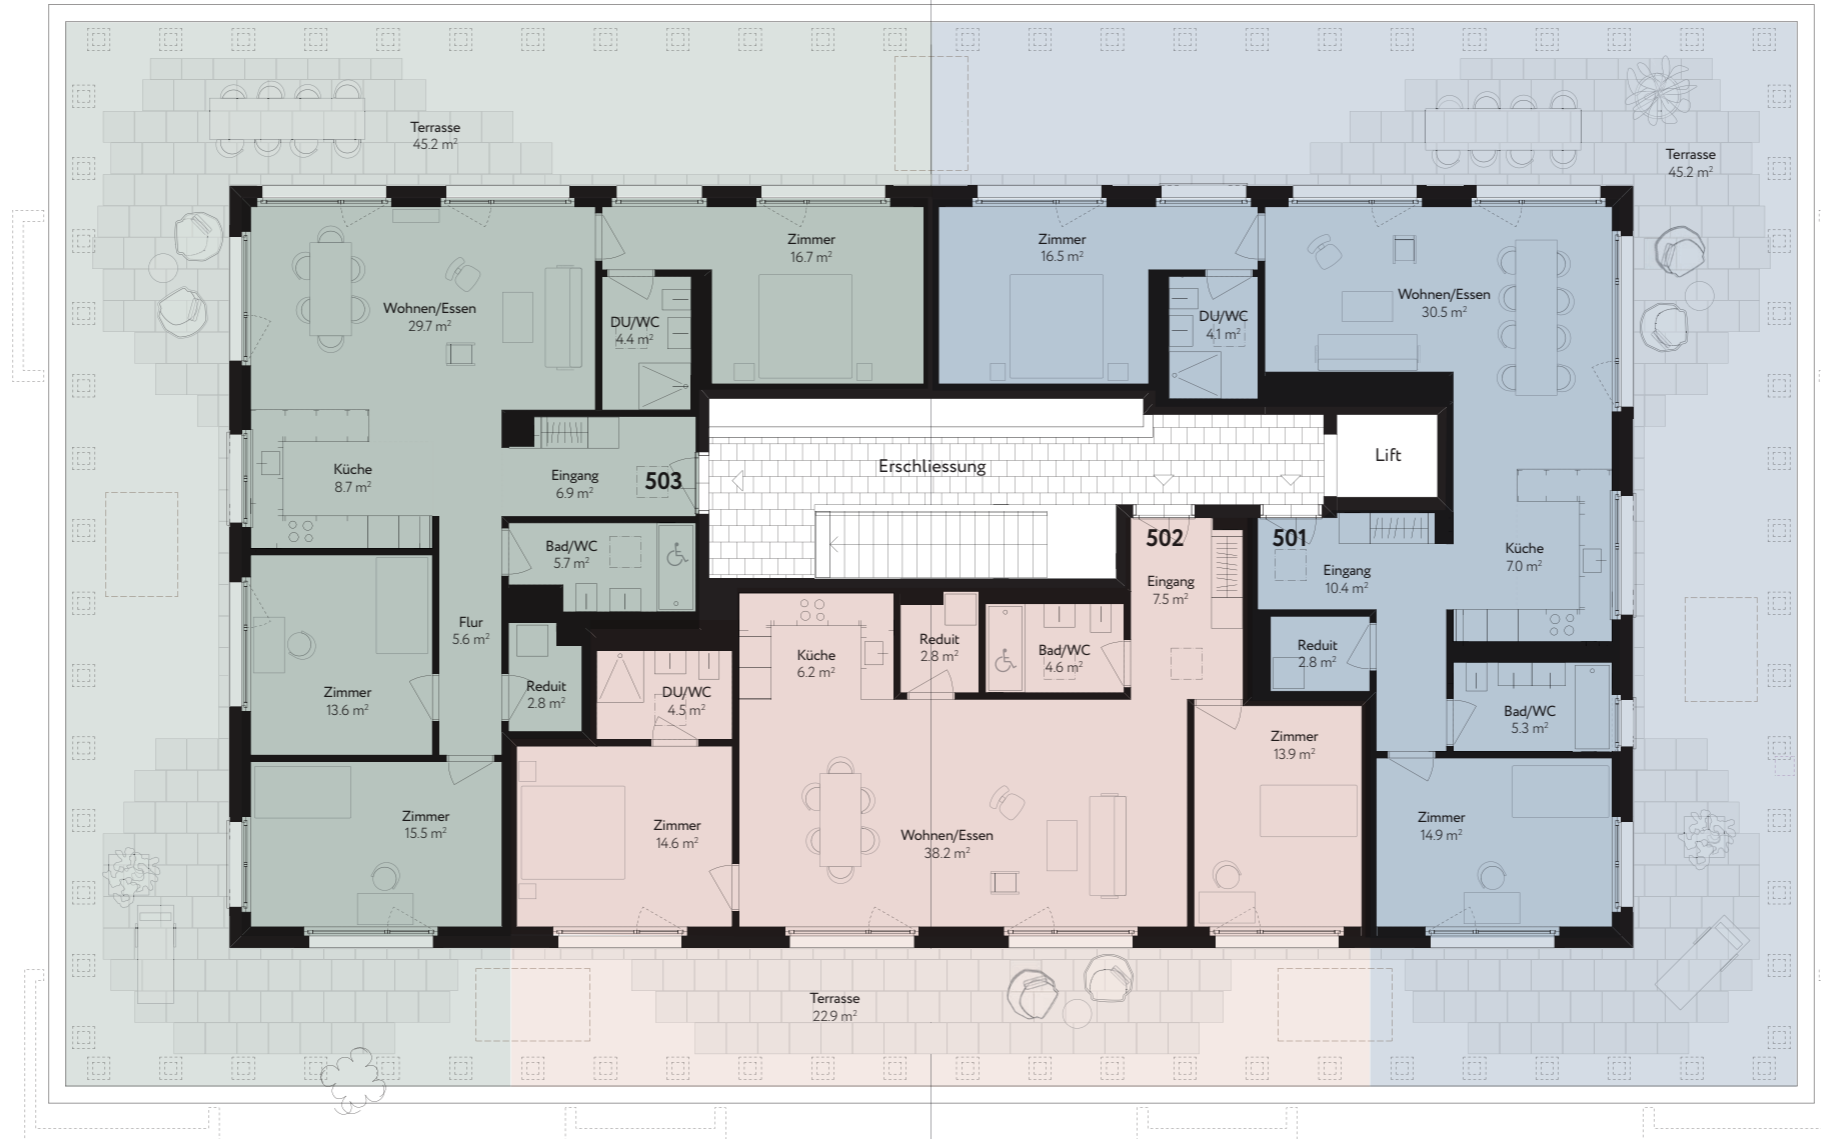 Terrasse
45.2 m²
Terrasse
45.2 m²
Zimmer
16.7 m²
Zimmer
16.5 m²
Wohnen/Essen
29.7 m²
DU/WC
4.4 m²
DU/WC
4.1 m²
Wohnen/Essen
30.5 m²
Küche
8.7 m²
Eingang
6.9 m²
503
Erschliessung
Lift
Bad/WC
5.7 m²
502
Eingang
7.5 m²
501
Eingang
10.4 m²
Küche
7.0 m²
Flur
5.6 m²
Zimmer
13.6 m²
Reduit
2.8 m²
DU/WC
4.5 m²
Küche
6.2 m²
Reduit
2.8 m²
Bad/WC
4.6 m²
Reduit
2.8 m²
Bad/WC
5.3 m²
Zimmer
13.9 m²
Zimmer
15.5 m²
Zimmer
14.6 m²
Wohnen/Essen
38.2 m²
Zimmer
14.9 m²
Terrasse
22.9 m²